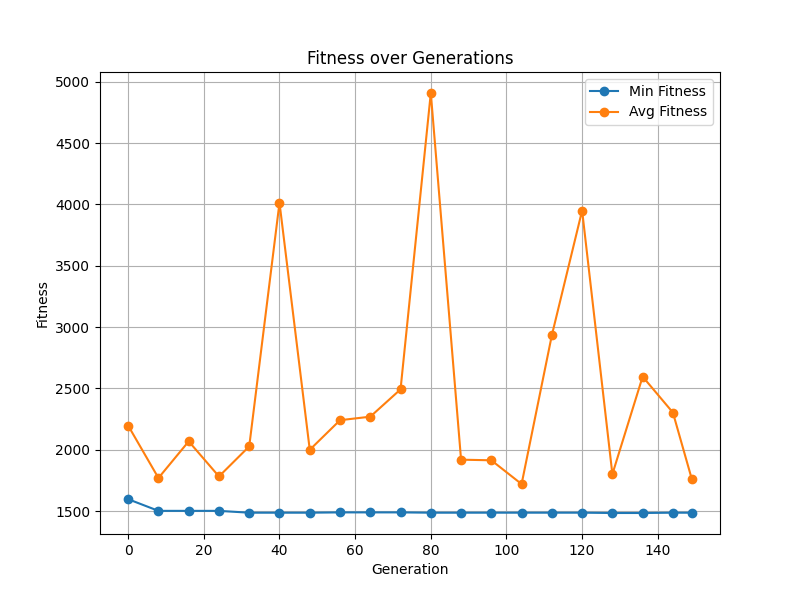 Fitness over Generations
Min Fitness
Avg Fitness
5000
4500
4000
3500
3000
2500
2000
1500
Fitness
0 20 40 60 80 100 120 140
Generation